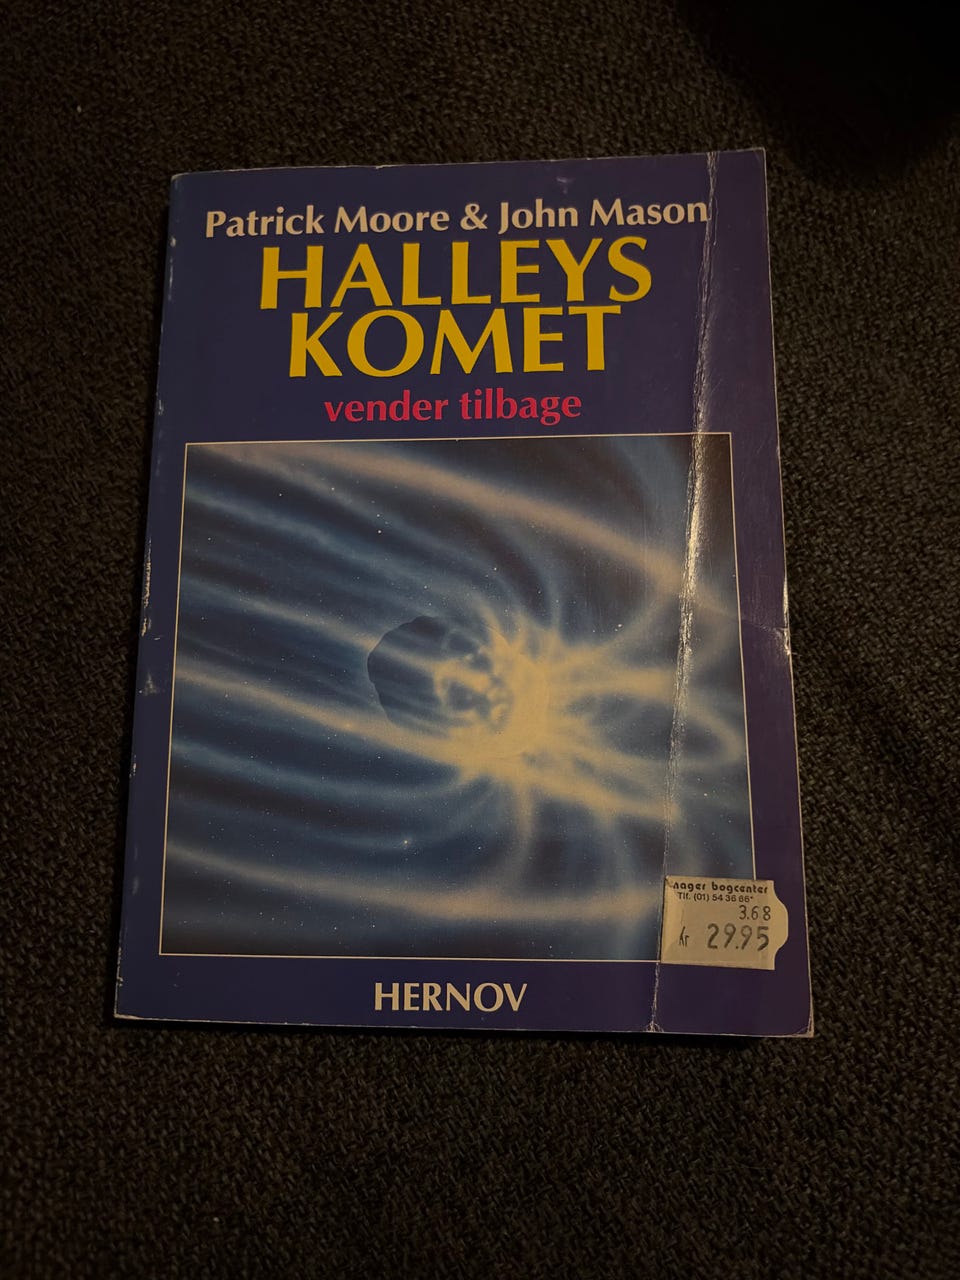 Patrick Moore & John Mason
HALLEYS
KOMET
vender tilbage
nager bogcenter
Tlf. (01) 54 36 66*
3.68
Kr 29.95
HERNOV